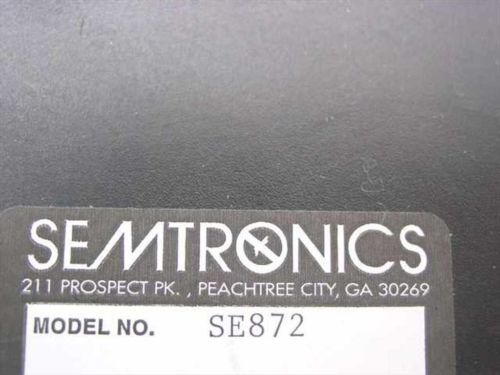 SEMTRONICS
211 PROSPECT PK. , PEACHTREE CITY, GA 30269
MODEL NO. SE872